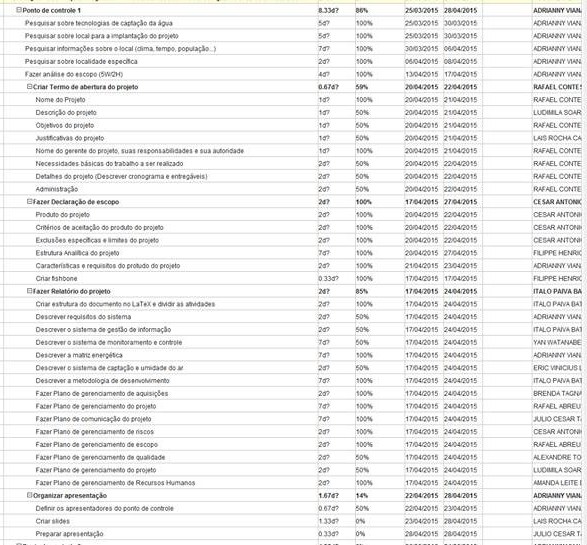 Ponto de controle 1 8.33d? 86% 25/03/2015 28/04/2015 ADRIANNY VIAN
Pesquisar sobre tecnologias de captação da água 5d? 100% 25/03/2015 30/03/2015 ADRIANNY VIAN
Pesquisar sobre local para a implantação do projeto 5d? 100% 25/03/2015 30/03/2015 ADRIANNY VIAN
Pesquisar informações sobre o local (clima, tempo, população...) 7d? 100% 30/03/2015 06/04/2015 ADRIANNY VIAN
Pesquisar sobre localidade específica 2d? 100% 06/04/2015 08/04/2015 ADRIANNY VIAN
Fazer análise do escopo (5W/2H) 4d? 100% 13/04/2015 17/04/2015 ADRIANNY VIAN
Criar Termo de abertura do projeto 0.67d? 59% 20/04/2015 22/04/2015 RAFAEL CONTES
Nome do Projeto 1d? 100% 20/04/2015 21/04/2015 RAFAEL CONTE
Descrição do projeto 1d? 50% 20/04/2015 21/04/2015 LUDIMILA SOAR
Objetivos do projeto 1d? 50% 20/04/2015 21/04/2015 RAFAEL CONTE
Justificativas do projeto 1d? 50% 20/04/2015 21/04/2015 LAIS ROCHA CA
Nome do gerente do projeto, suas responsabilidades e sua autoridade 1d? 100% 20/04/2015 21/04/2015 RAFAEL CONTE
Necessidades básicas do trabalho a ser realizado 2d? 50% 20/04/2015 22/04/2015 RAFAEL CONTE
Detalhes do projeto (Descrever cronograma e entregáveis) 2d? 50% 20/04/2015 22/04/2015 RAFAEL CONTE
Administração 2d? 50% 20/04/2015 22/04/2015 RAFAEL CONTE
Fazer Declaração de escopo 2d? 100% 17/04/2015 27/04/2015 CESAR ANTONIO
Produto do projeto 2d? 100% 20/04/2015 22/04/2015 CESAR ANTONI
Critérios de aceitação do produto do projeto 2d? 100% 20/04/2015 22/04/2015 CESAR ANTONI
Exclusões específicas e limites do projeto 2d? 100% 20/04/2015 22/04/2015 CESAR ANTONI
Estrutura Analítica do projeto 7d? 100% 20/04/2015 27/04/2015 FILIPPE HENRIC
Características e requisitos do protudo do projeto 2d? 100% 21/04/2015 23/04/2015 ADRIANNY VIAN
Criar fishbone 0.33d? 100% 17/04/2015 17/04/2015 FILIPPE HENRIC
Fazer Relatório do projeto 2d? 85% 17/04/2015 24/04/2015 ITALO PAIVA BA
Criar estrutura do documento no LaTeX e dividir as atividades 2d? 100% 17/04/2015 24/04/2015 ITALO PAIVA BAT
Descrever requisitos do sistema 2d? 50% 17/04/2015 24/04/2015 ADRIANNY VIAN
Descrever o sistema de gestão de informação 2d? 50% 17/04/2015 24/04/2015 ITALO PAIVA BAT
Descrever o sistema de monitoramento e controle 7d? 50% 17/04/2015 24/04/2015 YAN WATANABE
Descrever a matriz energética 7d? 100% 17/04/2015 24/04/2015 ADRIANNY VIAN
Descrever o sistema de captação e umidade do ar 2d? 50% 17/04/2015 24/04/2015 ERIC VINICIUS L
Descrever a metodologia de desenvolvimento 2d? 100% 17/04/2015 24/04/2015 ITALO PAIVA BAT
Fazer Plano de gerenciamento de aquisições 2d? 100% 17/04/2015 24/04/2015 BRENDA TAGNA
Fazer Plano de gerenciamento do projeto 7d? 100% 17/04/2015 24/04/2015 RAFAEL ABREU
Fazer Plano de comunicação do projeto 7d? 100% 17/04/2015 24/04/2015 JULIO CESAR T
Fazer Plano de gerenciamento de riscos 2d? 100% 17/04/2015 24/04/2015 CESAR ANTONI
Fazer Plano de gerenciamento de escopo 2d? 100% 17/04/2015 24/04/2015 RAFAEL ABREU
Fazer Plano de gerenciamento de qualidade 2d? 50% 17/04/2015 24/04/2015 ALEXANDRE TO
Fazer Plano de gerenciamento do projeto 2d? 50% 17/04/2015 24/04/2015 LUDIMILA SOAR
Fazer Plano de gerenciamento de Recursos Humanos 2d? 100% 17/04/2015 24/04/2015 AMANDA LEITE
Organizar apresentação 1.67d? 14% 22/04/2015 28/04/2015 ADRIANNY VIAN
Definir os apresentadores do ponto de controle 0.67d? 50% 22/04/2015 23/04/2015 ADRIANNY VIAN
Criar slides 1.33d? 0% 23/04/2015 24/04/2015 LAIS ROCHA CA
Preparar apresentação 0.33d? 0% 28/04/2015 28/04/2015 JULIO CESAR T